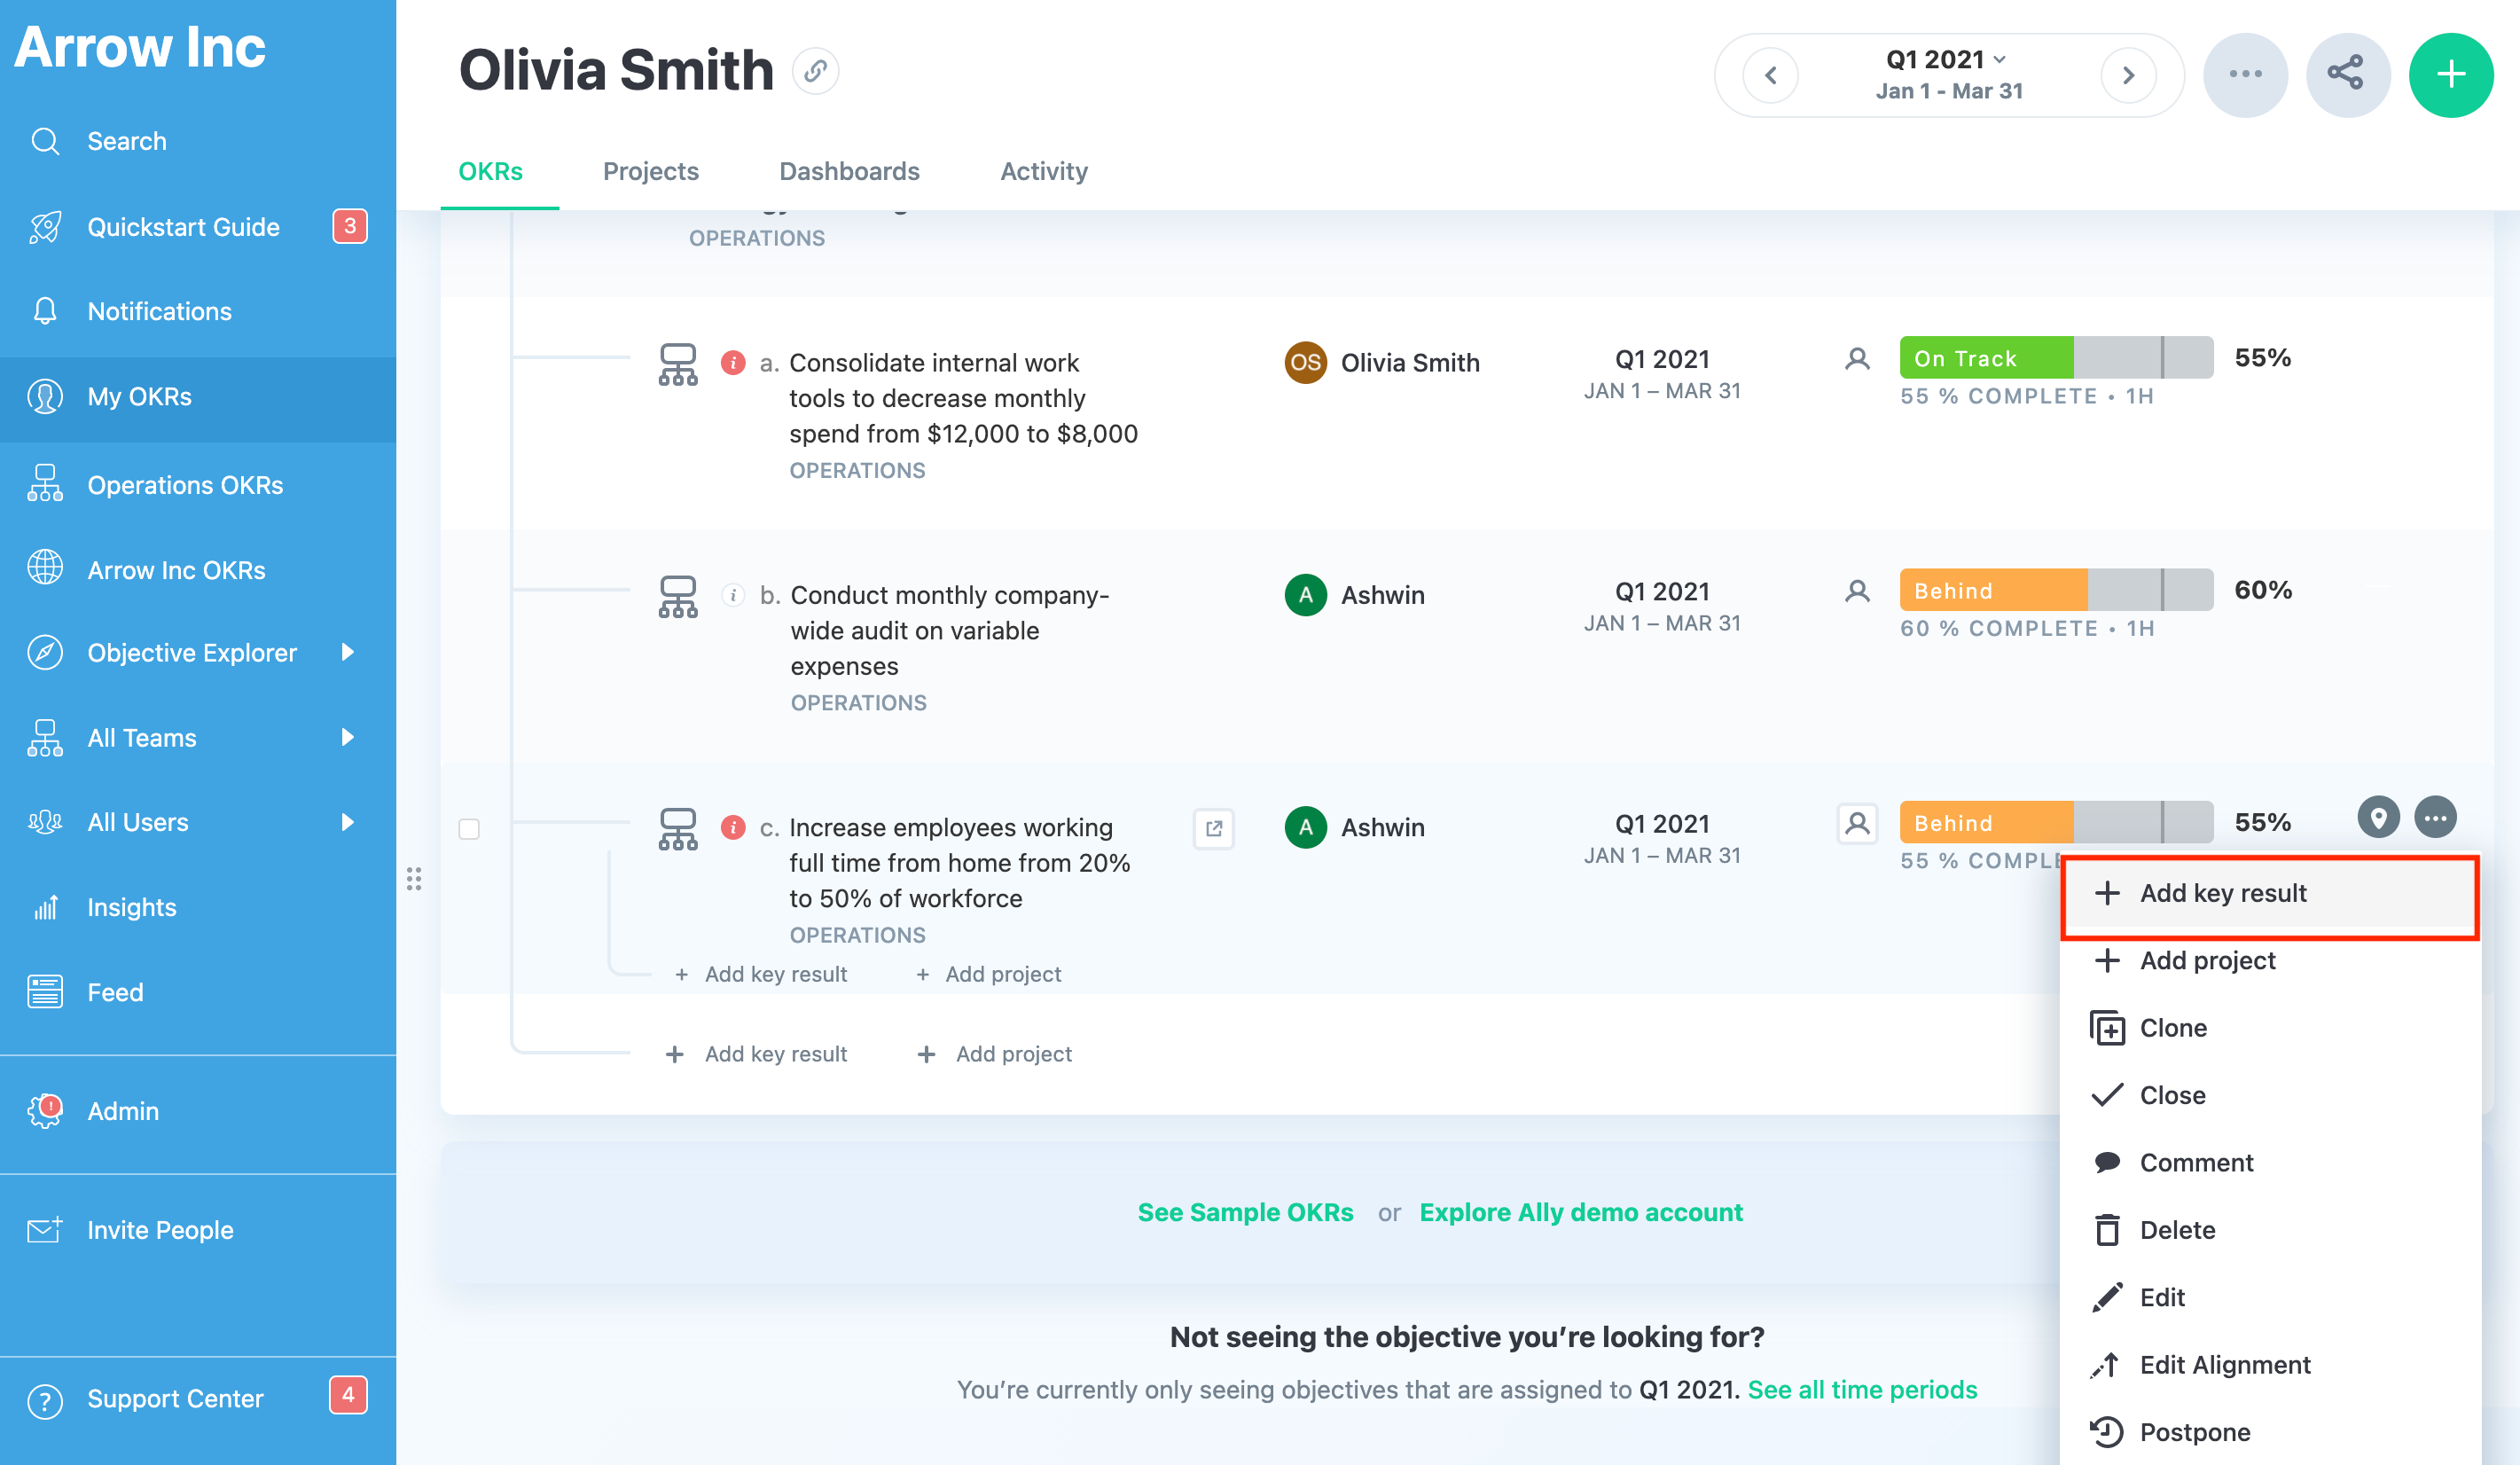 Arrow Inc
Search
Quickstart Guide 3
Notifications
My OKRs
Operations OKRs
Arrow Inc OKRs
Objective Explorer
All Teams
All Users
Insights
Feed
Admin
Invite People
Support Center 4
Olivia Smith
Q1 2021
Jan 1 - Mar 31
OKRs Projects Dashboards Activity
OPERATIONS
a. Consolidate internal work
tools to decrease monthly
spend from $12,000 to $8,000
OPERATIONS
OS Olivia Smith
Q1 2021
JAN 1 – MAR 31
On Track 55%
55 % COMPLETE • 1H
b. Conduct monthly company-
wide audit on variable
expenses
OPERATIONS
A Ashwin
Q1 2021
JAN 1 – MAR 31
Behind 60%
60 % COMPLETE • 1H
c. Increase employees working
full time from home from 20%
to 50% of workforce
OPERATIONS
A Ashwin
Q1 2021
JAN 1 – MAR 31
Behind 55%
55 % COMPLE
+ Add key result + Add project
+ Add key result + Add project
+ Add key result
+ Add project
Clone
Close
Comment
Delete
Edit
Edit Alignment
Postpone
See Sample OKRs or Explore Ally demo account
Not seeing the objective you’re looking for?
You’re currently only seeing objectives that are assigned to Q1 2021. See all time periods